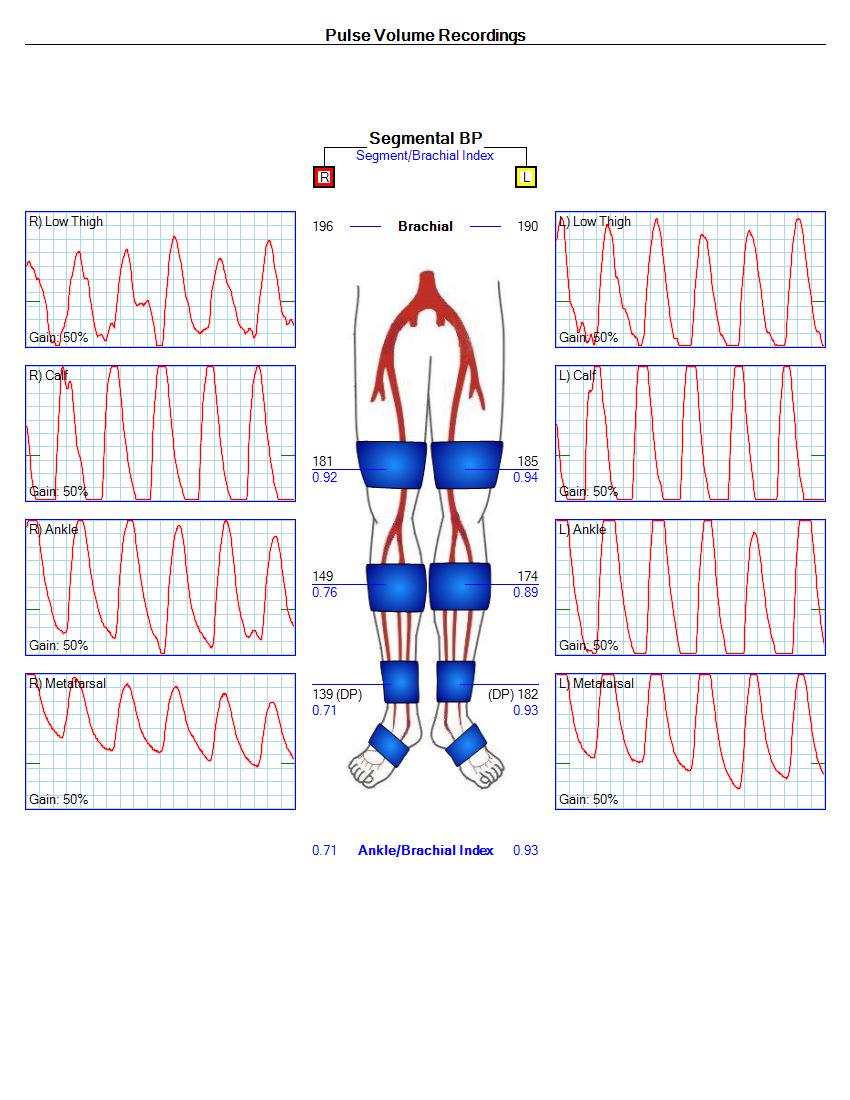 Pulse Volume Recordings
Segmental BP
Segment/Brachial Index
R L
196 Brachial 190
R) Low Thigh
Gain: 50%
L) Low Thigh
Gain: 50%
R) Calf
Gain: 50%
L) Calf
Gain: 50%
181 185
0.92 0.94
R) Ankle
Gain: 50%
L) Ankle
Gain: 50%
149 174
0.76 0.89
R) Metatarsal
Gain: 50%
L) Metatarsal
Gain: 50%
139 (DP) (DP) 182
0.71 0.93
0.71 Ankle/Brachial Index 0.93